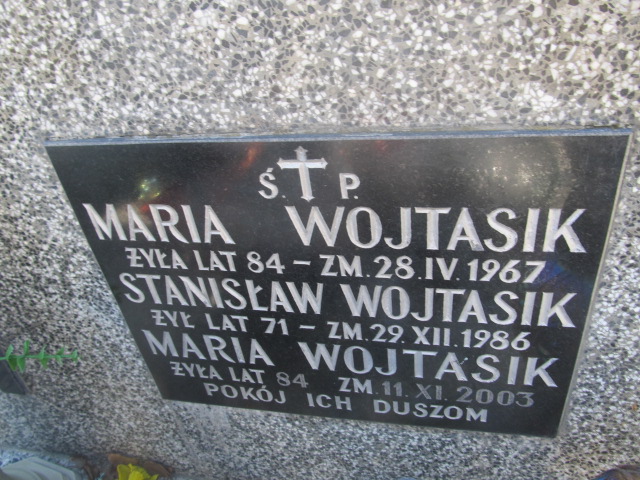 Ś. P.
MARIA WOJTASIK
ŻYŁA LAT 84 - ZM. 28. IV. 1967
STANISŁAW WOJTASIK
ŻYŁ LAT 71 - ZM. 29. XII. 1986
MARIA WOJTASIK
ŻYŁA LAT 84 ZM. 11. XI. 2003
POKÓJ ICH DUSZOM